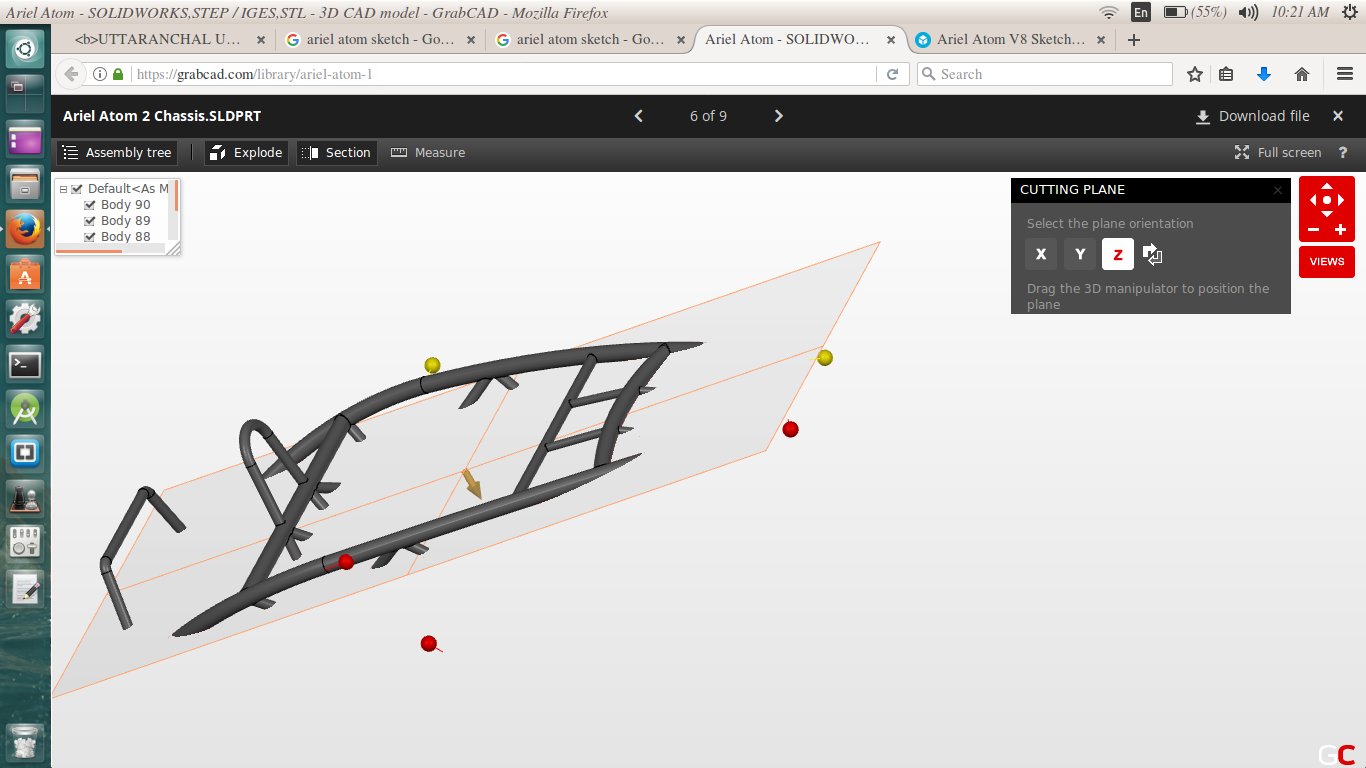 Ariel Atom - SOLIDWORKS,STEP / IGES,STL - 3D CAD model - GrabCAD - Mozilla Firefox
En (55%) 10:21 AM
<b>UTTARANCHAL U...
ariel atom sketch - Go...
ariel atom sketch - Go...
Ariel Atom - SOLIDWO...
Ariel Atom V8 Sketch...
https://grabcad.com/library/ariel-atom-1
Search
Ariel Atom 2 Chassis.SLDPRT
6 of 9
Download file
Assembly tree
Explode
Section
Measure
Full screen
?
Default<As M
Body 90
Body 89
Body 88
CUTTING PLANE
Select the plane orientation
X Y Z
Drag the 3D manipulator to position the
plane
VIEWS
GC